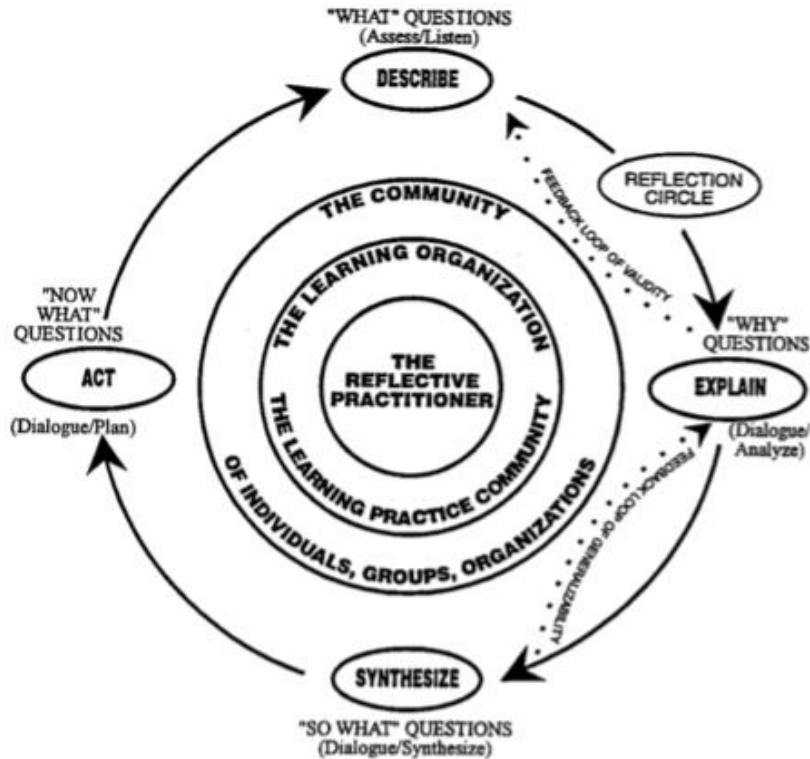 "WHAT" QUESTIONS
(Assess/Listen)
DESCRIBE
REFLECTION
CIRCLE
FEEDBACK LOOP OF VALIDITY
"WHY"
QUESTIONS
EXPLAIN
(Dialogue/
Analyze)
FEEDBACK LOOP OF GENERALIZABILITY
SYNTHESIZE
"SO WHAT" QUESTIONS
(Dialogue/Synthesize)
"NOW
WHAT"
QUESTIONS
ACT
(Dialogue/Plan)
THE COMMUNITY
OF INDIVIDUALS, GROUPS, ORGANIZATIONS
THE LEARNING ORGANIZATION
THE LEARNING PRACTICE COMMUNITY
THE
REFLECTIVE
PRACTITIONER